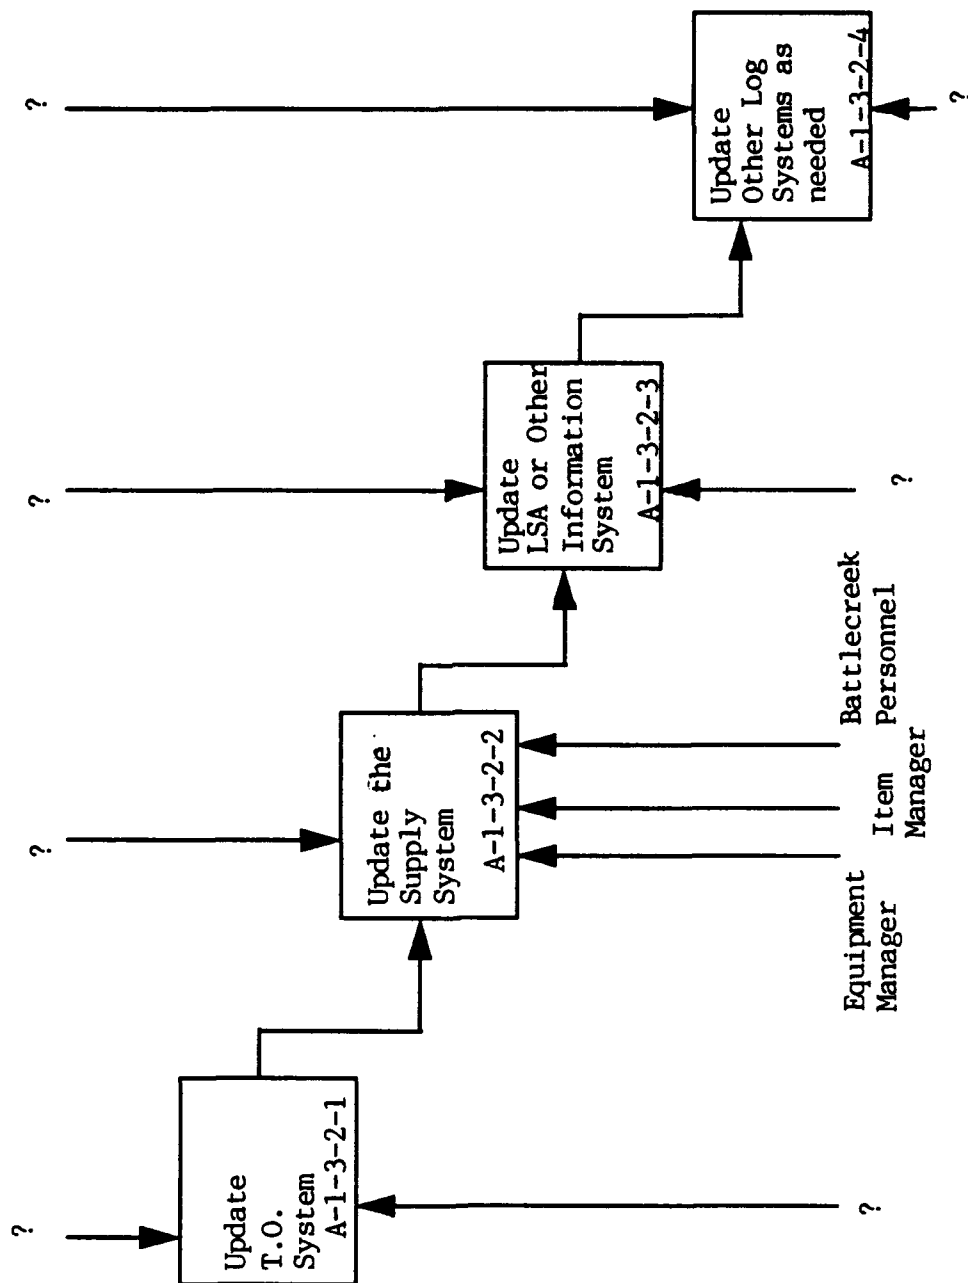 ?
Update
T.O.
System
A-1-3-2-1
?
?
Update the
Supply
System
A-1-3-2-2
Equipment
Manager
Item
Manager
Battlecreek
Personnel
?
Update
LSA or Other
Information
System
A-1-3-2-3
?
?
Update
Other Log
Systems as
needed
A-1-3-2-4
?